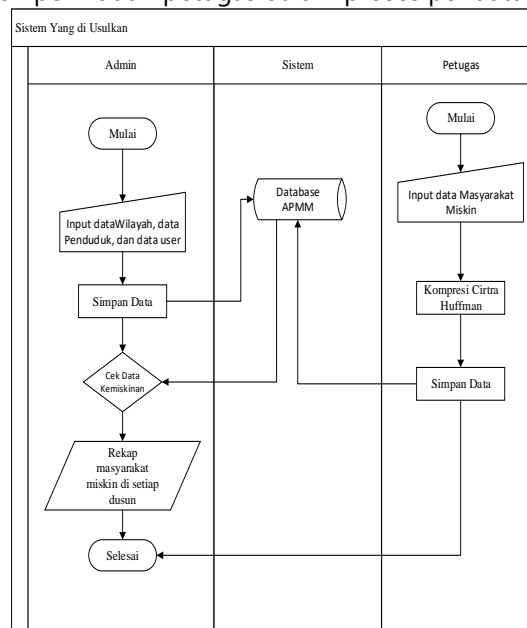 Sistem Yang di Usulkan
Admin
Sistem
Petugas
Mulai
Input dataWilayah, data
Penduduk, dan data user
Simpan Data
Cek Data
Kemiskinan
Rekap
masyarakat
miskin di setiap
dusun
Selesai
Database
APMM
Mulai
Input data Masyarakat
Miskin
Kompresi Cirtra
Huffman
Simpan Data